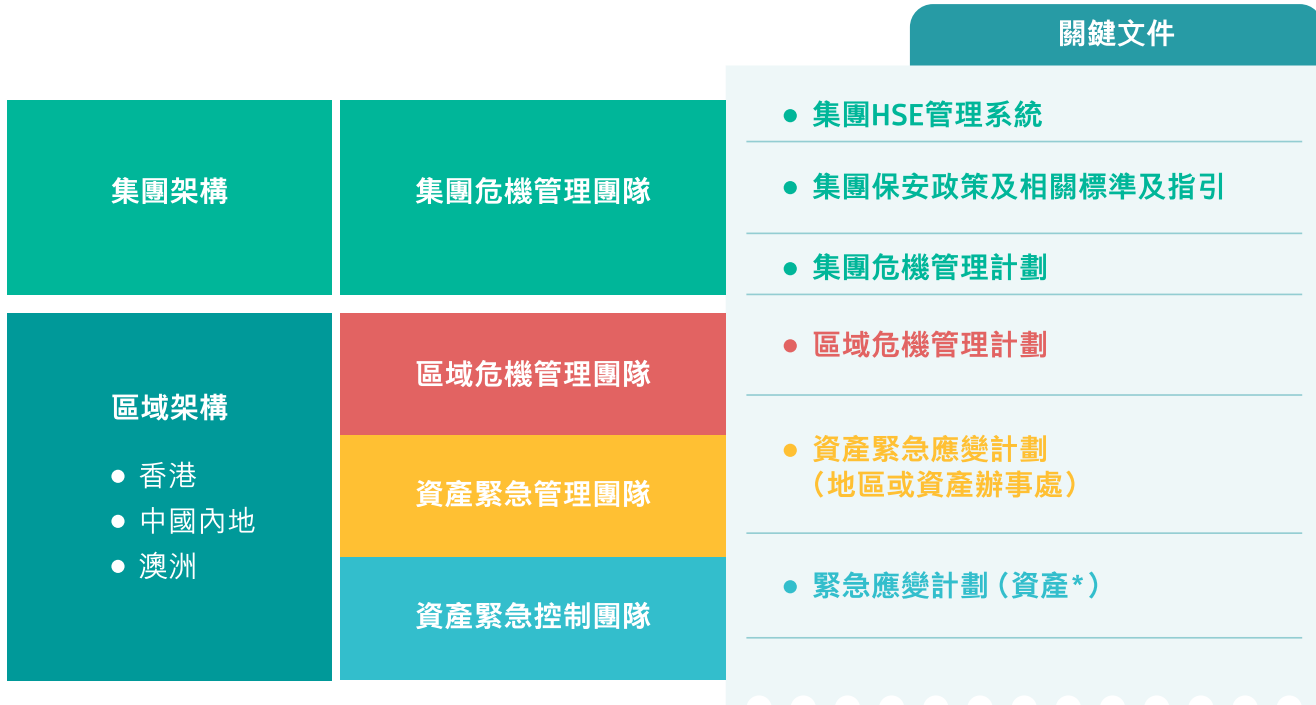 關鍵文件
集團架構
集團危機管理團隊
● 集團HSE管理系統
● 集團保安政策及相關標準及指引
● 集團危機管理計劃
區域架構
● 香港
● 中國內地
● 澳洲
區域危機管理團隊
● 區域危機管理計劃
資產緊急管理團隊
● 資產緊急應變計劃
（地區或資產辦事處）
資產緊急控制團隊
● 緊急應變計劃（資產*）